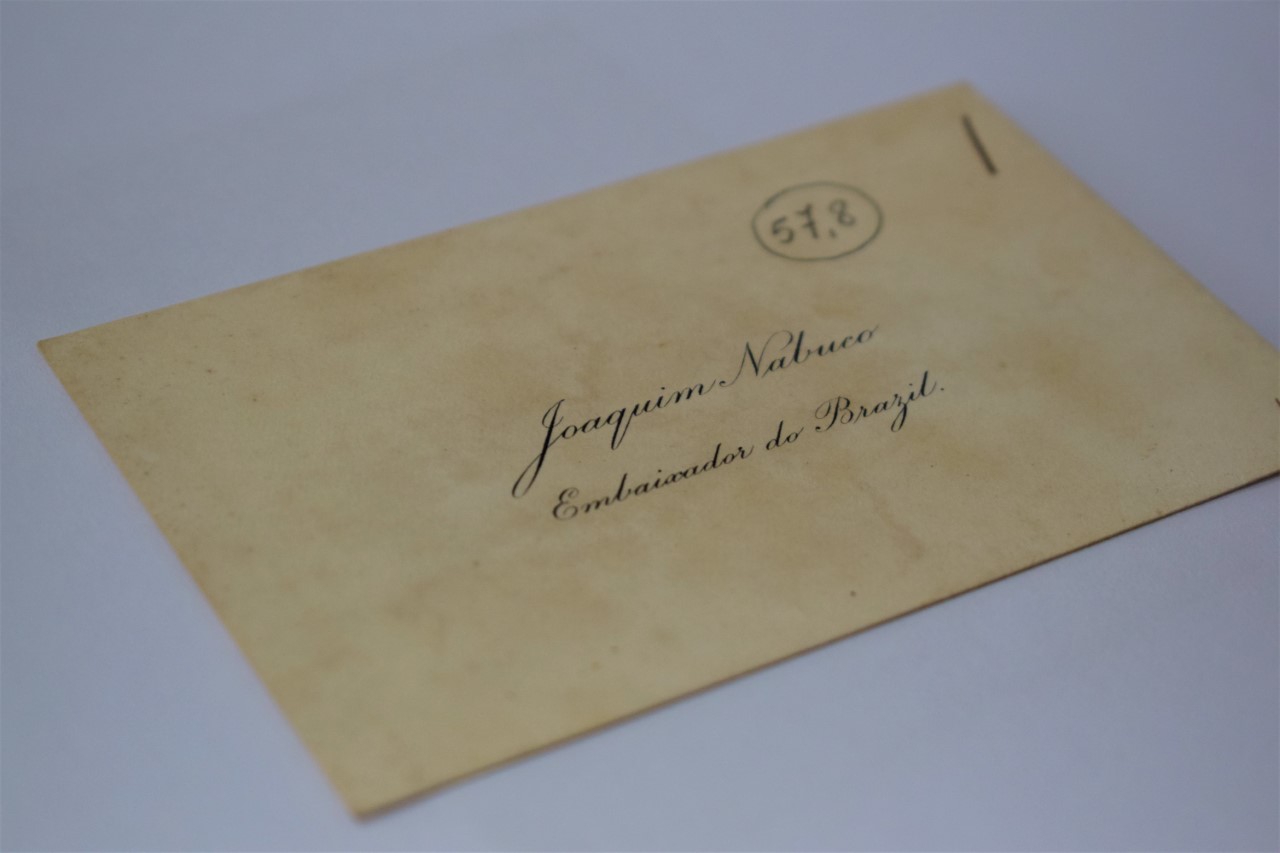 57,8
Joaquim Nabuco
Embaixador do Brazil.